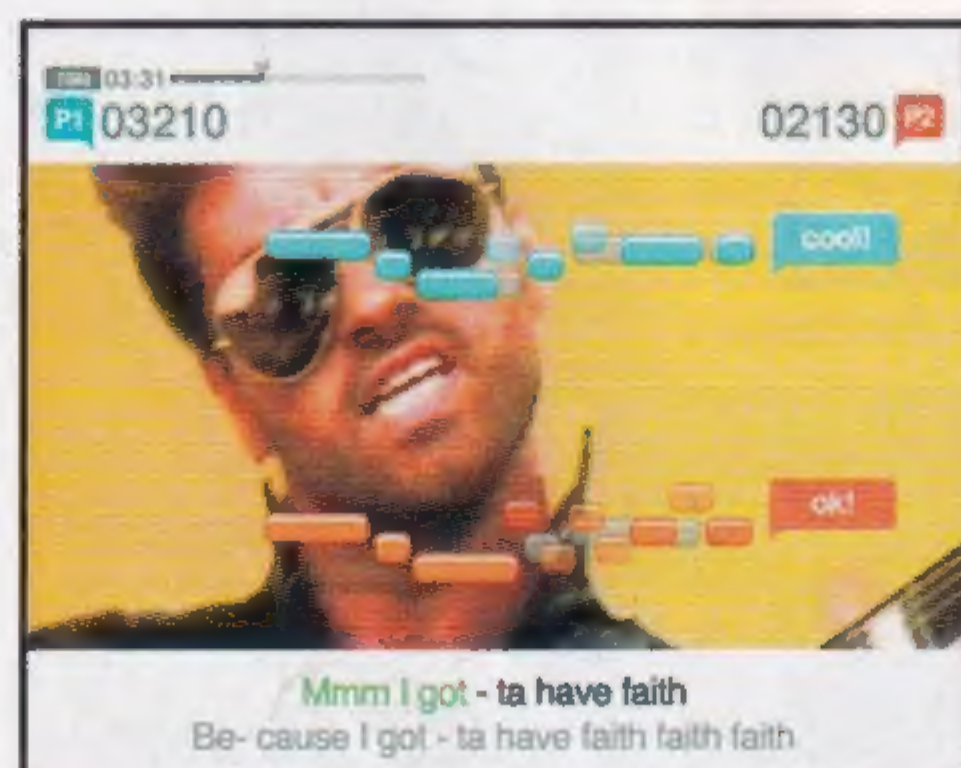 03:31
P1 03210
02130 P2
cool!
ok!
Mmm I got - ta have faith
Be- cause I got - ta have faith faith faith